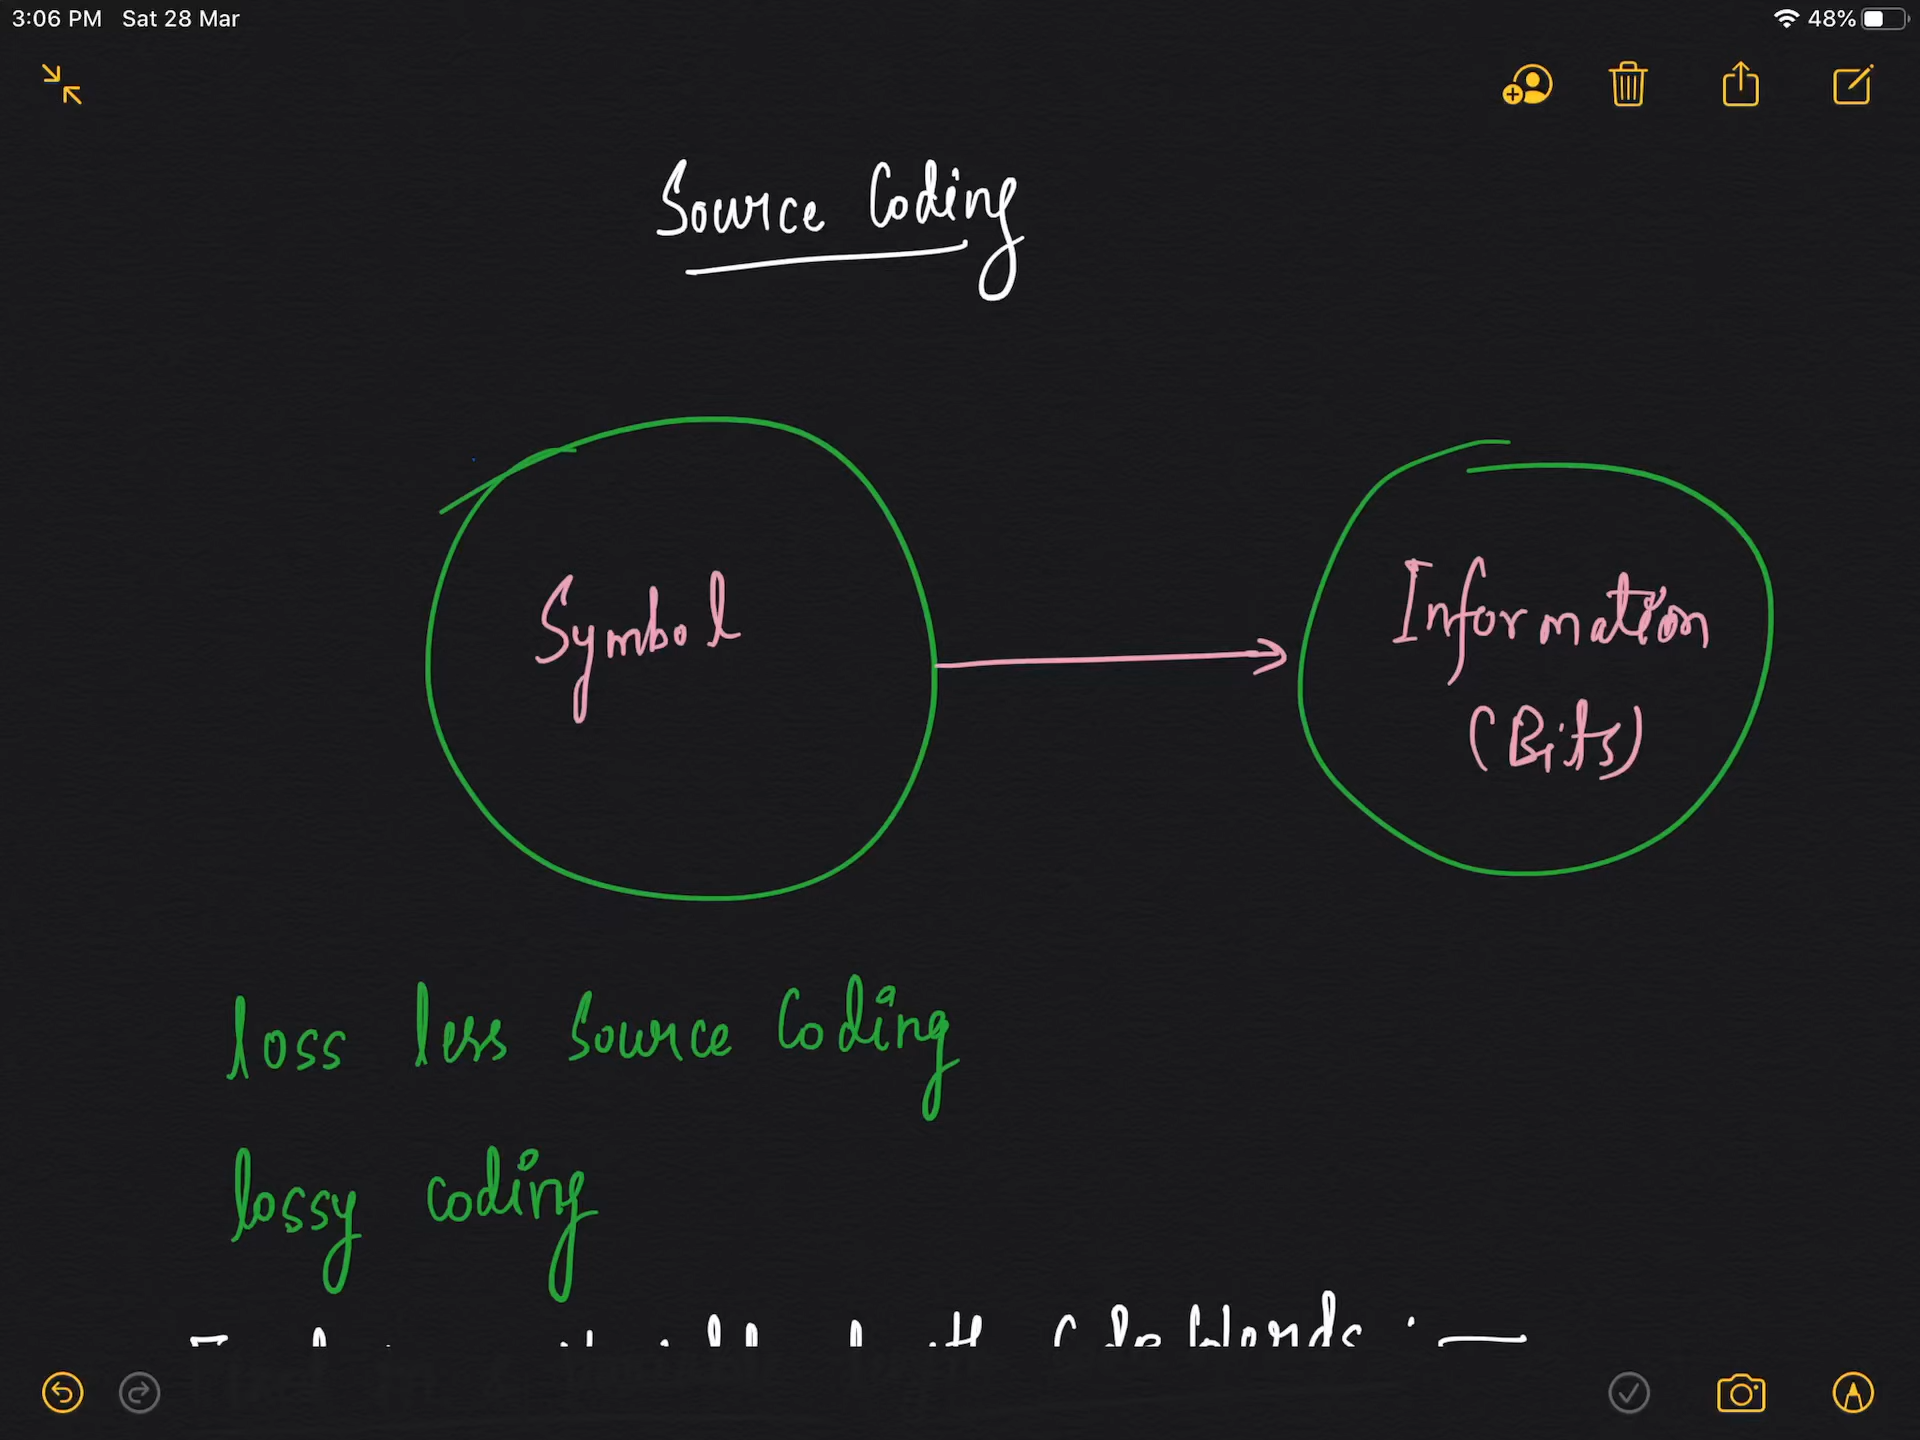 3:06 PM Sat 28 Mar
48%
Source Coding
Symbol
Information
(Bits)
loss less Source Coding
lossy coding